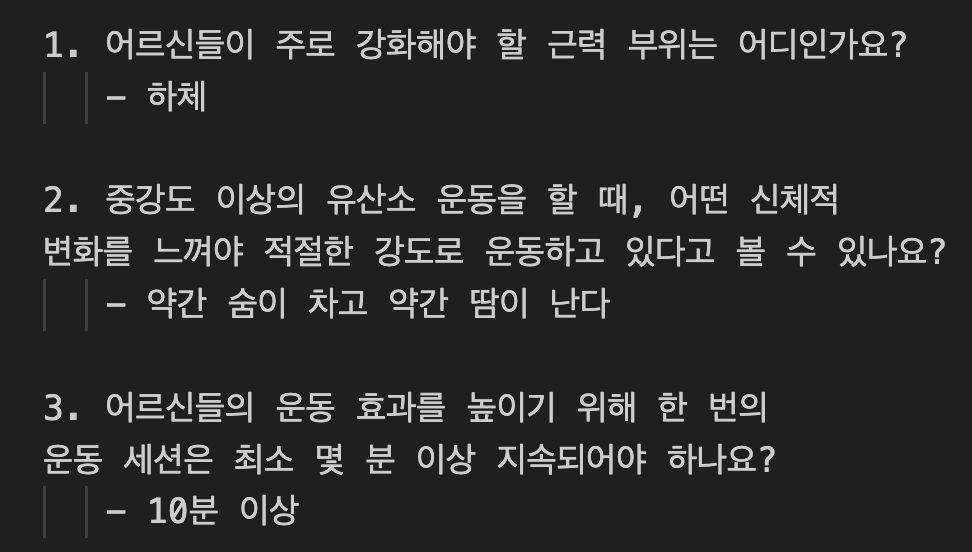 1. 어르신들이 주로 강화해야 할 근력 부위는 어디인가요?
– 하체
2. 중강도 이상의 유산소 운동을 할 때, 어떤 신체적
변화를 느껴야 적절한 강도로 운동하고 있다고 볼 수 있나요?
– 약간 숨이 차고 약간 땀이 난다
3. 어르신들의 운동 효과를 높이기 위해 한 번의
운동 세션은 최소 몇 분 이상 지속되어야 하나요?
– 10분 이상